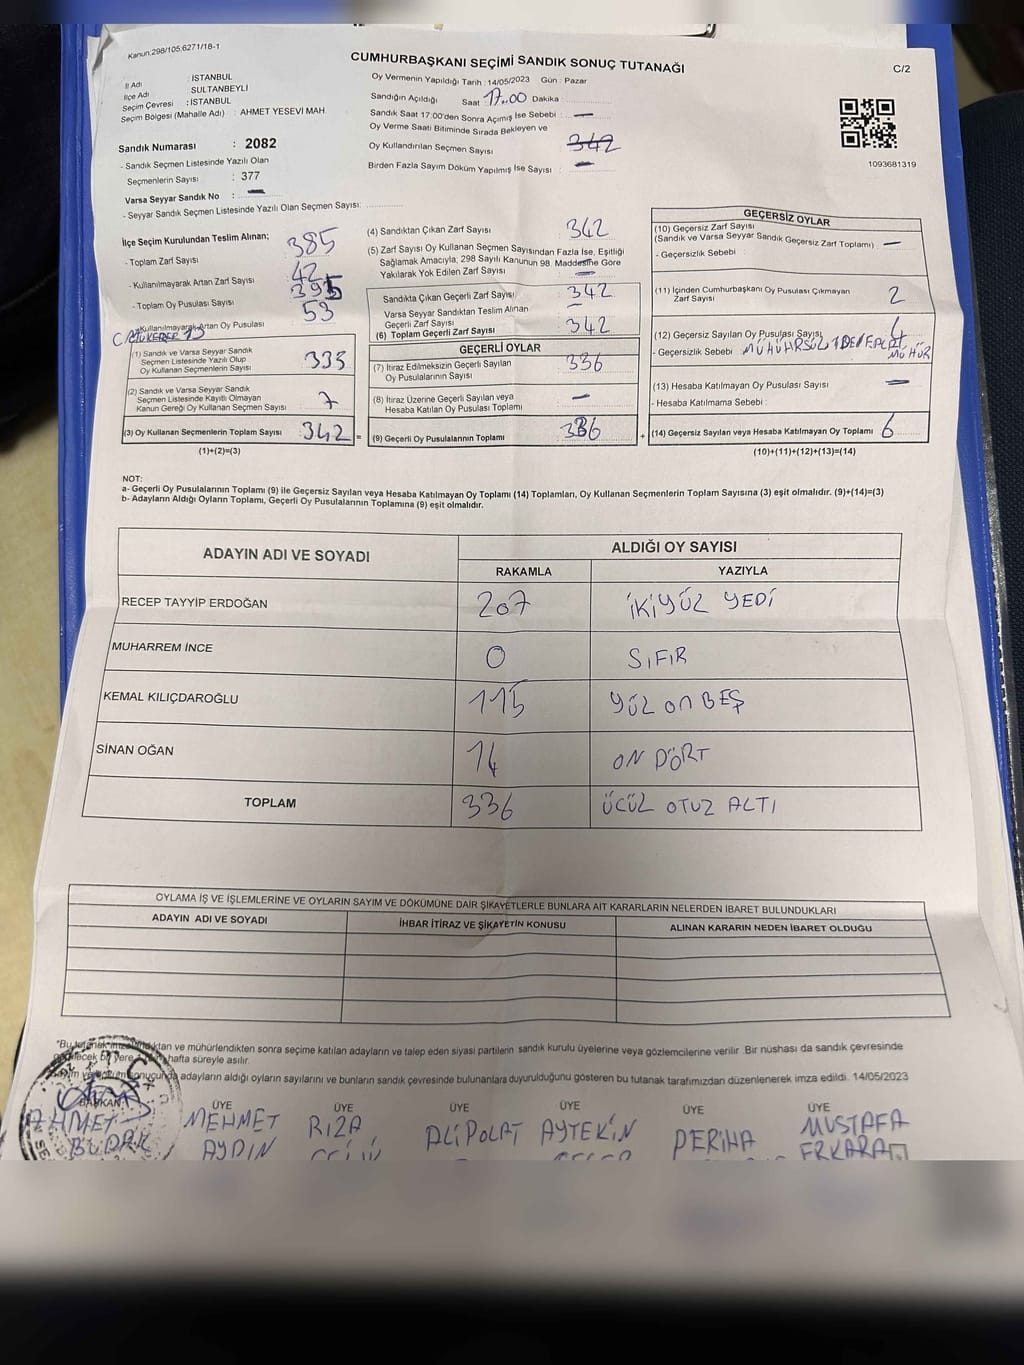 Kanun.298/105.6271/18-1
CUMHURBAŞKANI SEÇİMİ SANDIK SONUÇ TUTANAĞI
C/2
İl Adı : İSTANBUL
İlçe Adı : SULTANBEYLİ
Seçim Çevresi : İSTANBUL
Seçim Bölgesi (Mahalle Adı) : AHMET YESEVİ MAH.
Sandık Numarası : 2082
- Sandık Seçmen Listesinde Yazılı Olan
Seçmenlerin Sayısı : 377
Varsa Seyyar Sandık No : —
- Seyyar Sandık Seçmen Listesinde Yazılı Olan Seçmen Sayısı:
Oy Vermenin Yapıldığı Tarih : 14/05/2023 Gün : Pazar
Sandığın Açıldığı Saat 17.00 Dakika :
Sandık Saat 17:00'den Sonra Açımış İse Sebebi : —
Oy Verme Saati Bitiminde Sırada Bekleyen ve
Oy Kullandırılan Seçmen Sayısı 342
Birden Fazla Sayım Döküm Yapılmış İse Sayısı : —
1093681319
İlçe Seçim Kurulundan Teslim Alınan;
- Toplam Zarf Sayısı 385
- Kullanılmayarak Artan Zarf Sayısı 42
- Toplam Oy Pusulası Sayısı 395
- Kullanılmayarak Artan Oy Pusulası 53
(1) Sandık ve Varsa Seyyar Sandık
Seçmen Listesinde Yazılı Olup
Oy Kullanan Seçmenlerin Sayısı 335
(2) Sandık ve Varsa Seyyar Sandık
Seçmen Listesinde Kayıtlı Olmayan
Kanun Gereği Oy Kullanan Seçmen Sayısı 7
(3) Oy Kullanan Seçmenlerin Toplam Sayısı 342 =
(1)+(2)=(3)
(4) Sandıktan Çıkan Zarf Sayısı 342
(5) Zarf Sayısı Oy Kullanan Seçmen Sayısından Fazla İse, Eşitliği
Sağlamak Amacıyla, 298 Sayılı Kanunun 98. Maddesine Göre
Yakılarak Yok Edilen Zarf Sayısı —
Sandıkta Çıkan Geçerli Zarf Sayısı 342
Varsa Seyyar Sandıktan Teslim Alınan
Geçerli Zarf Sayısı —
(6) Toplam Geçerli Zarf Sayısı 342
GEÇERLİ OYLAR
(7) İtiraz Edilmeksizin Geçerli Sayılan
Oy Pusulalarının Sayısı 336
(8) İtiraz Üzerine Geçerli Sayılan veya
Hesaba Katılan Oy Pusulası Toplamı —
(9) Geçerli Oy Pusulalarının Toplamı 336 +
GEÇERSİZ OYLAR
(10) Geçersiz Zarf Sayısı
(Sandık ve Varsa Seyyar Sandık Geçersiz Zarf Toplamı) —
- Geçersizlik Sebebi :
(11) İçinden Cumhurbaşkanı Oy Pusulası Çıkmayan
Zarf Sayısı 2
(12) Geçersiz Sayılan Oy Pusulası Sayısı 4
- Geçersizlik Sebebi MÜHÜR
(13) Hesaba Katılmayan Oy Pusulası Sayısı —
- Hesaba Katılmama Sebebi :
(14) Geçersiz Sayılan veya Hesaba Katılmayan Oy Toplamı 6
(10)+(11)+(12)+(13)=(14)
NOT:
a- Geçerli Oy Pusulalarının Toplamı (9) ile Geçersiz Sayılan veya Hesaba Katılmayan Oy Toplamı (14) Toplamları, Oy Kullanan Seçmenlerin Toplam Sayısına (3) eşit olmalıdır. (9)+(14)=(3)
b- Adayların Aldığı Oyların Toplamı, Geçerli Oy Pusulalarının Toplamına (9) eşit olmalıdır.
ADAYIN ADI VE SOYADI ALDIĞI OY SAYISI
RAKAMLA YAZIYLA
RECEP TAYYİP ERDOĞAN 207 İKİYÜZ YEDİ
MUHARREM İNCE 0 SIFIR
KEMAL KILIÇDAROĞLU 115 YÜZ ON BEŞ
SİNAN OĞAN 14 ON DÖRT
TOPLAM 336 ÜCÜZ OTUZ ALTI
OYLAMA İŞ VE İŞLEMLERİNE VE OYLARIN SAYIM VE DÖKÜMÜNE DAİR ŞİKAYETLERLE BUNLARA AİT KARARLARIN NELERDEN İBARET BULUNDUKLARI
ADAYIN ADI VE SOYADI İHBAR İTİRAZ VE ŞİKAYETİN KONUSU ALINAN KARARIN NEDEN İBARET OLDUĞU
*Bu tutanak imzalandıktan ve mühürlendikten sonra seçime katılan adayların ve talep eden siyasi partilerin sandık kurulu üyelerine veya gözlemcilerine verilir .Bir nüshası da sandık çevresinde
bir yere hafta süreyle asılır.
sonucunda adayların aldığı oyların sayılarını ve bunların sandık çevresinde bulunanlara duyurulduğunu gösteren bu tutanak tarafımızdan düzenlenerek imza edildi. 14/05/2023
BAŞKAN ÜYE ÜYE ÜYE ÜYE ÜYE ÜYE
AHMET MEHMET RIZA ALİ POLAT AYTEKİN PERİHA MUSTAFA
BUDAK AYDIN ERKARA